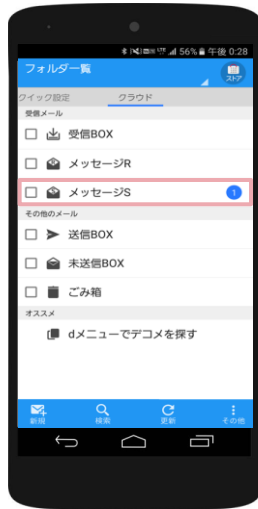 56% 午後 0:28
フォルダ一覧
ストア
クイック設定 クラウド
受信メール
受信BOX
メッセージR
メッセージS 1
その他のメール
送信BOX
未送信BOX
ごみ箱
オススメ
dメニューでデコメを探す
新規 検索 更新 その他